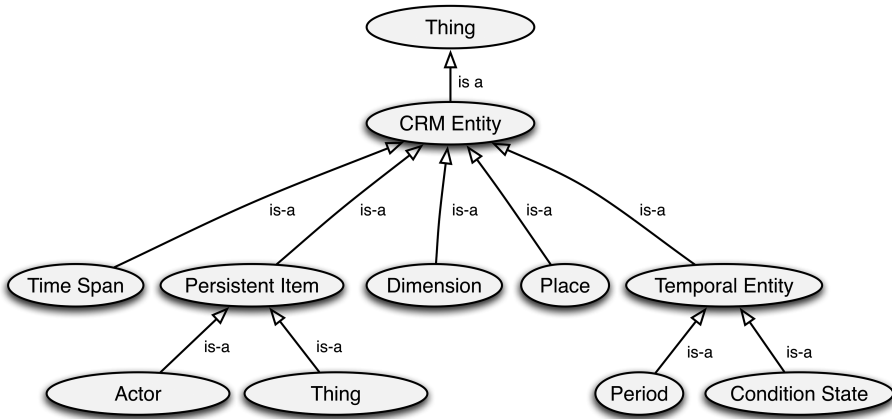 Thing
is a
CRM Entity
is-a
is-a
is-a
is-a
is-a
Time Span
Persistent Item
Dimension
Place
Temporal Entity
is-a
is-a
is-a
is-a
Actor
Thing
Period
Condition State